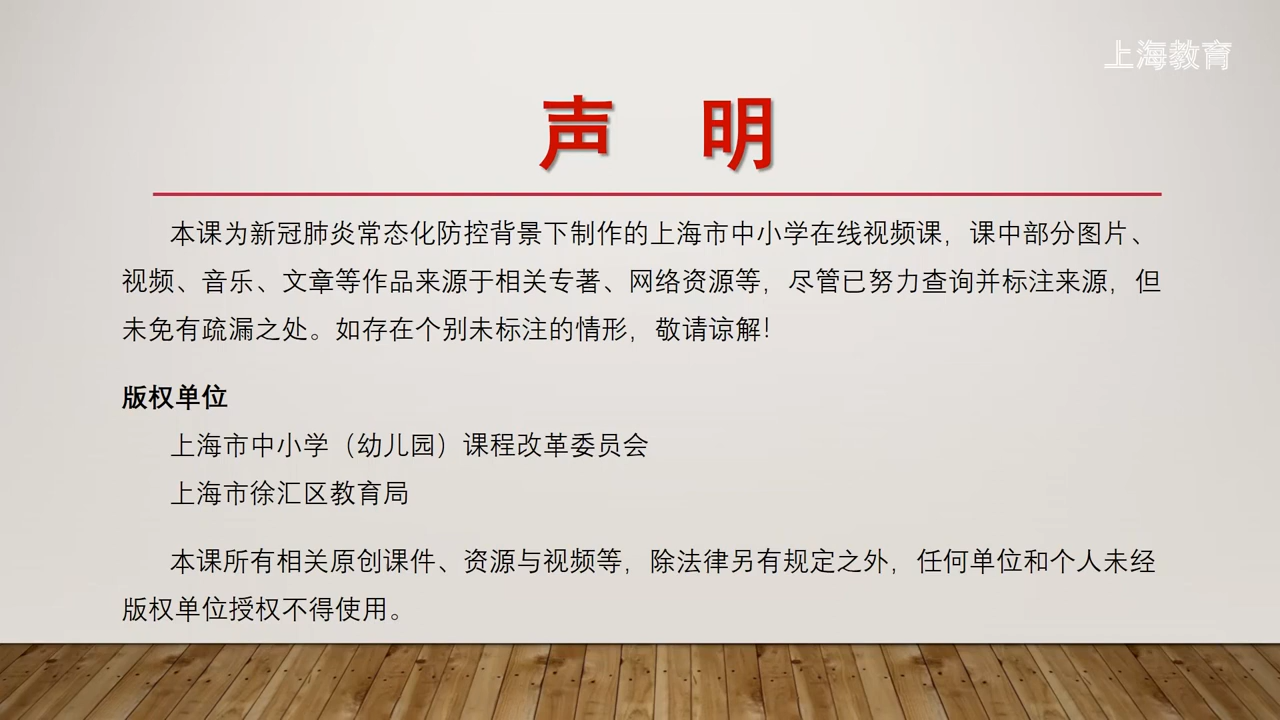 上海教育
声 明
本课为新冠肺炎常态化防控背景下制作的上海市中小学在线视频课，课中部分图片、
视频、音乐、文章等作品来源于相关专著、网络资源等，尽管已努力查询并标注来源，但
未免有疏漏之处。如存在个别未标注的情形，敬请谅解！
版权单位
上海市中小学（幼儿园）课程改革委员会
上海市徐汇区教育局
本课所有相关原创课件、资源与视频等，除法律另有规定之外，任何单位和个人未经
版权单位授权不得使用。